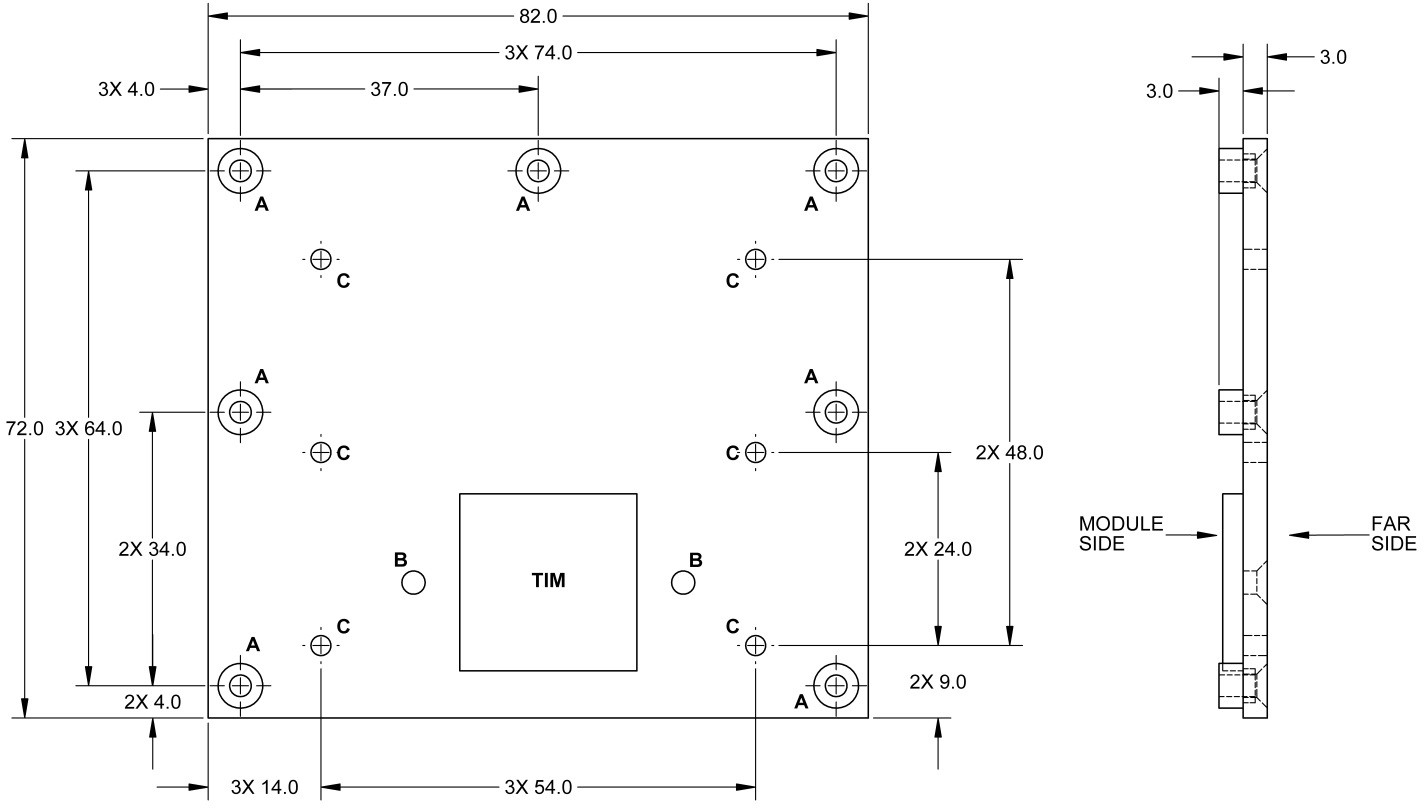 82.0
3X 74.0
3.0
3X 4.0
37.0
3.0
A
A
A
C
C
A
A
72.0
3X 64.0
C
C
2X 48.0
MODULE
SIDE
FAR
SIDE
2X 34.0
2X 24.0
B
TIM
B
C
C
A
2X 9.0
2X 4.0
A
3X 14.0
3X 54.0